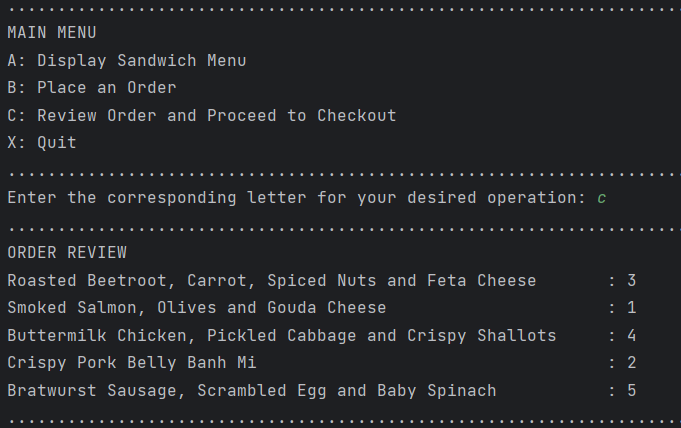 MAIN MENU
A: Display Sandwich Menu
B: Place an Order
C: Review Order and Proceed to Checkout
X: Quit
Enter the corresponding letter for your desired operation: c
ORDER REVIEW
Roasted Beetroot, Carrot, Spiced Nuts and Feta Cheese : 3
Smoked Salmon, Olives and Gouda Cheese : 1
Buttermilk Chicken, Pickled Cabbage and Crispy Shallots : 4
Crispy Pork Belly Banh Mi : 2
Bratwurst Sausage, Scrambled Egg and Baby Spinach : 5